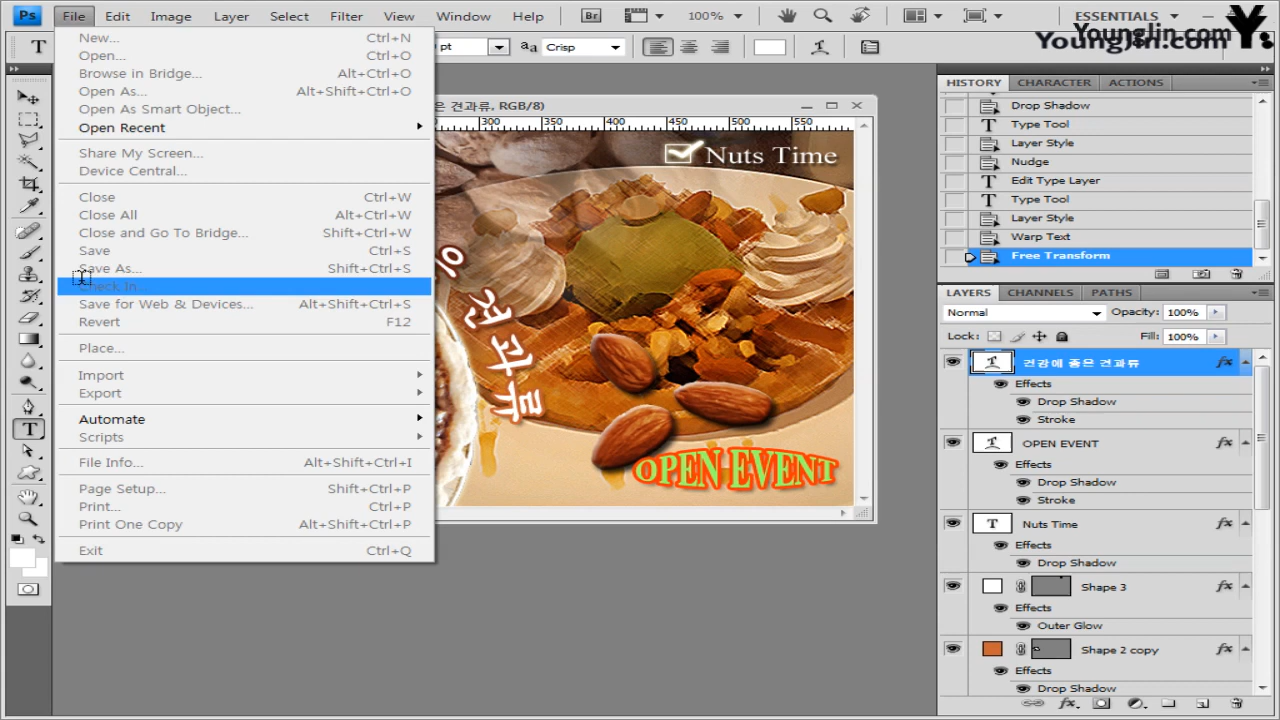 Ps File Edit Image Layer Select Filter View Window Help Br 100% ESSENTIALS
YoungJin.com Y.
T pt aa Crisp
New... Ctrl+N
Open... Ctrl+O
Browse in Bridge... Alt+Ctrl+O
Open As... Alt+Shift+Ctrl+O
Open As Smart Object...
Open Recent
Share My Screen...
Device Central...
Close Ctrl+W
Close All Alt+Ctrl+W
Close and Go To Bridge... Shift+Ctrl+W
Save Ctrl+S
Save As... Shift+Ctrl+S
Check In...
Save for Web & Devices... Alt+Shift+Ctrl+S
Revert F12
Place...
Import
Export
Automate
Scripts
File Info... Alt+Shift+Ctrl+I
Page Setup... Shift+Ctrl+P
Print... Ctrl+P
Print One Copy Alt+Shift+Ctrl+P
Exit Ctrl+Q
은 견과류, RGB/8)
300 350 400 450 500 550
Nuts Time
견과류
OPEN EVENT
HISTORY CHARACTER ACTIONS
Drop Shadow
Type Tool
Layer Style
Nudge
Edit Type Layer
Type Tool
Layer Style
Warp Text
Free Transform
LAYERS CHANNELS PATHS
Normal Opacity: 100%
Lock: Fill: 100%
건강에 좋은 견과류 fx
Effects
Drop Shadow
Stroke
OPEN EVENT fx
Effects
Drop Shadow
Stroke
T Nuts Time fx
Effects
Drop Shadow
Shape 3 fx
Effects
Outer Glow
Shape 2 copy fx
Effects
Drop Shadow